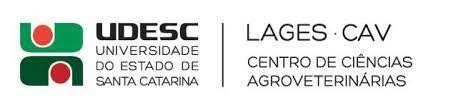 UDESC
UNIVERSIDADE
DO ESTADO DE
SANTA CATARINA
LAGES · CAV
CENTRO DE CIÊNCIAS
AGROVETERINÁRIAS